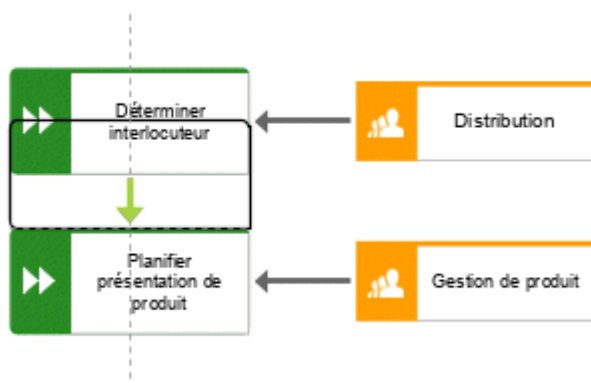 Déterminer
interlocuteur
Distribution
Planifier
présentation de
produit
Gestion de produit